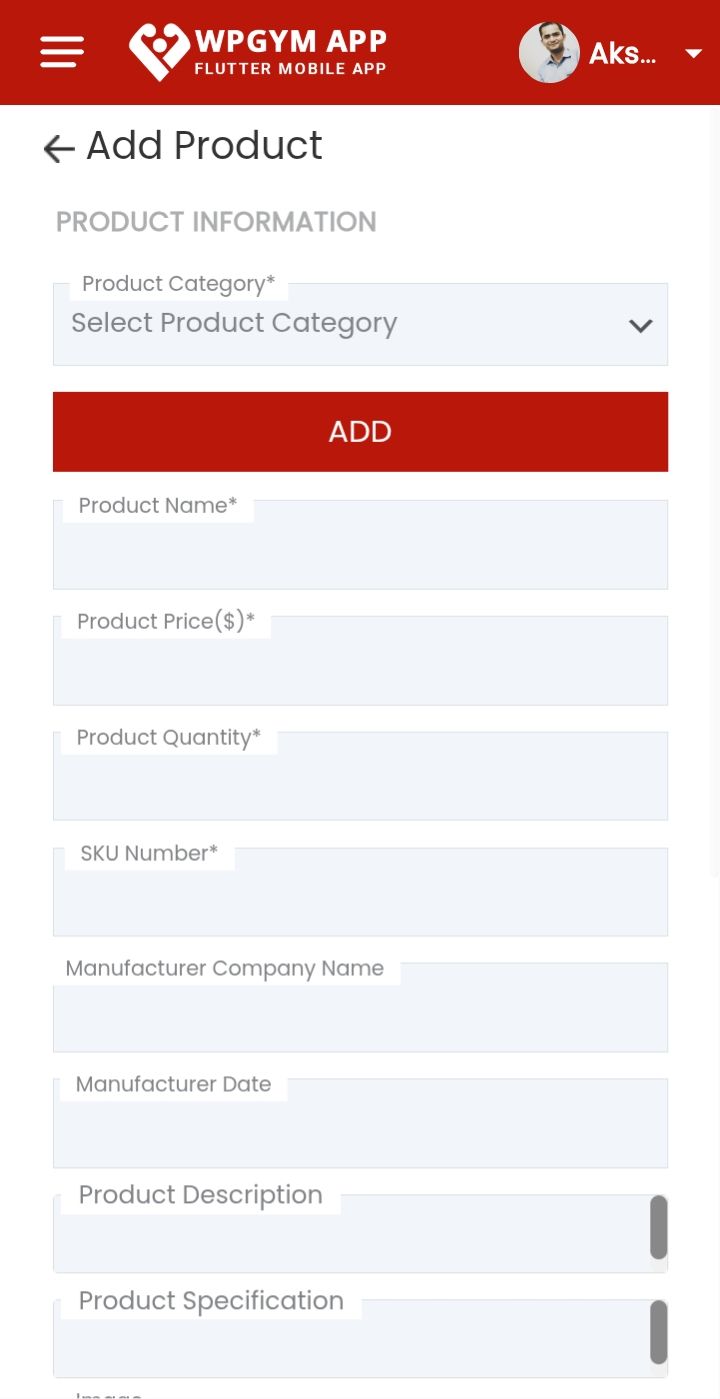 WPGYM APP
FLUTTER MOBILE APP
Aks...
Add Product
PRODUCT INFORMATION
Product Category*
Select Product Category
ADD
Product Name*
Product Price($)*
Product Quantity*
SKU Number*
Manufacturer Company Name
Manufacturer Date
Product Description
Product Specification